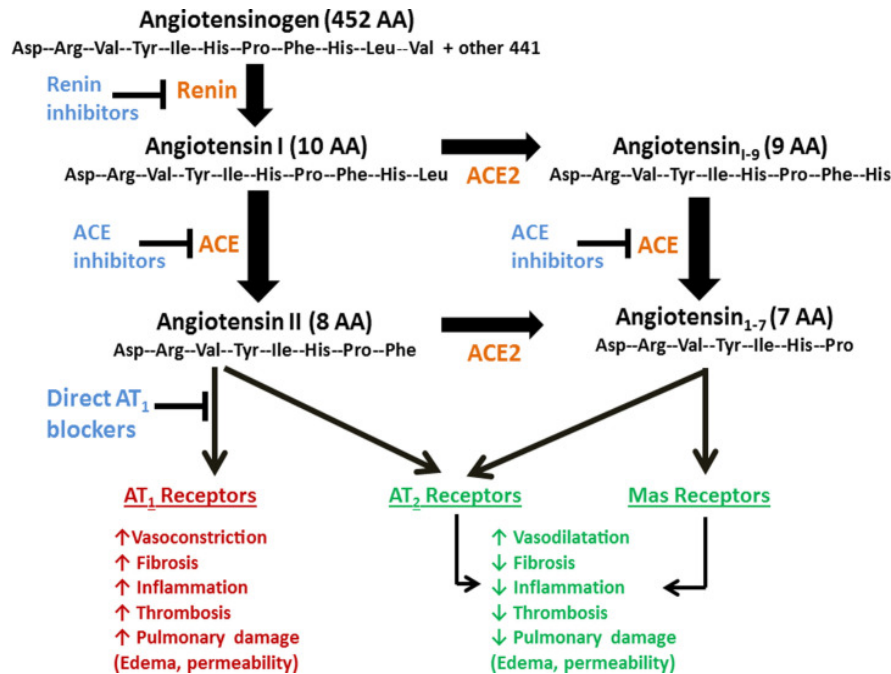 Angiotensinogen (452 AA)
Asp--Arg--Val--Tyr--Ile--His--Pro--Phe--His--Leu--Val + other 441
Renin
inhibitors
Renin
Angiotensin I (10 AA)
Asp--Arg--Val--Tyr--Ile--His--Pro--Phe--His--Leu
ACE2
Angiotensin I-9 (9 AA)
Asp--Arg--Val--Tyr--Ile--His--Pro--Phe--His
ACE
inhibitors
ACE
ACE
inhibitors
ACE
Angiotensin II (8 AA)
Asp--Arg--Val--Tyr--Ile--His--Pro--Phe
ACE2
Angiotensin 1-7 (7 AA)
Asp--Arg--Val--Tyr--Ile--His--Pro
Direct AT1
blockers
AT1 Receptors
↑Vasoconstriction
↑ Fibrosis
↑ Inflammation
↑ Thrombosis
↑ Pulmonary damage
(Edema, permeability)
AT2 Receptors
Mas Receptors
↑ Vasodilatation
↓ Fibrosis
↓ Inflammation
↓ Thrombosis
↓ Pulmonary damage
(Edema, permeability)